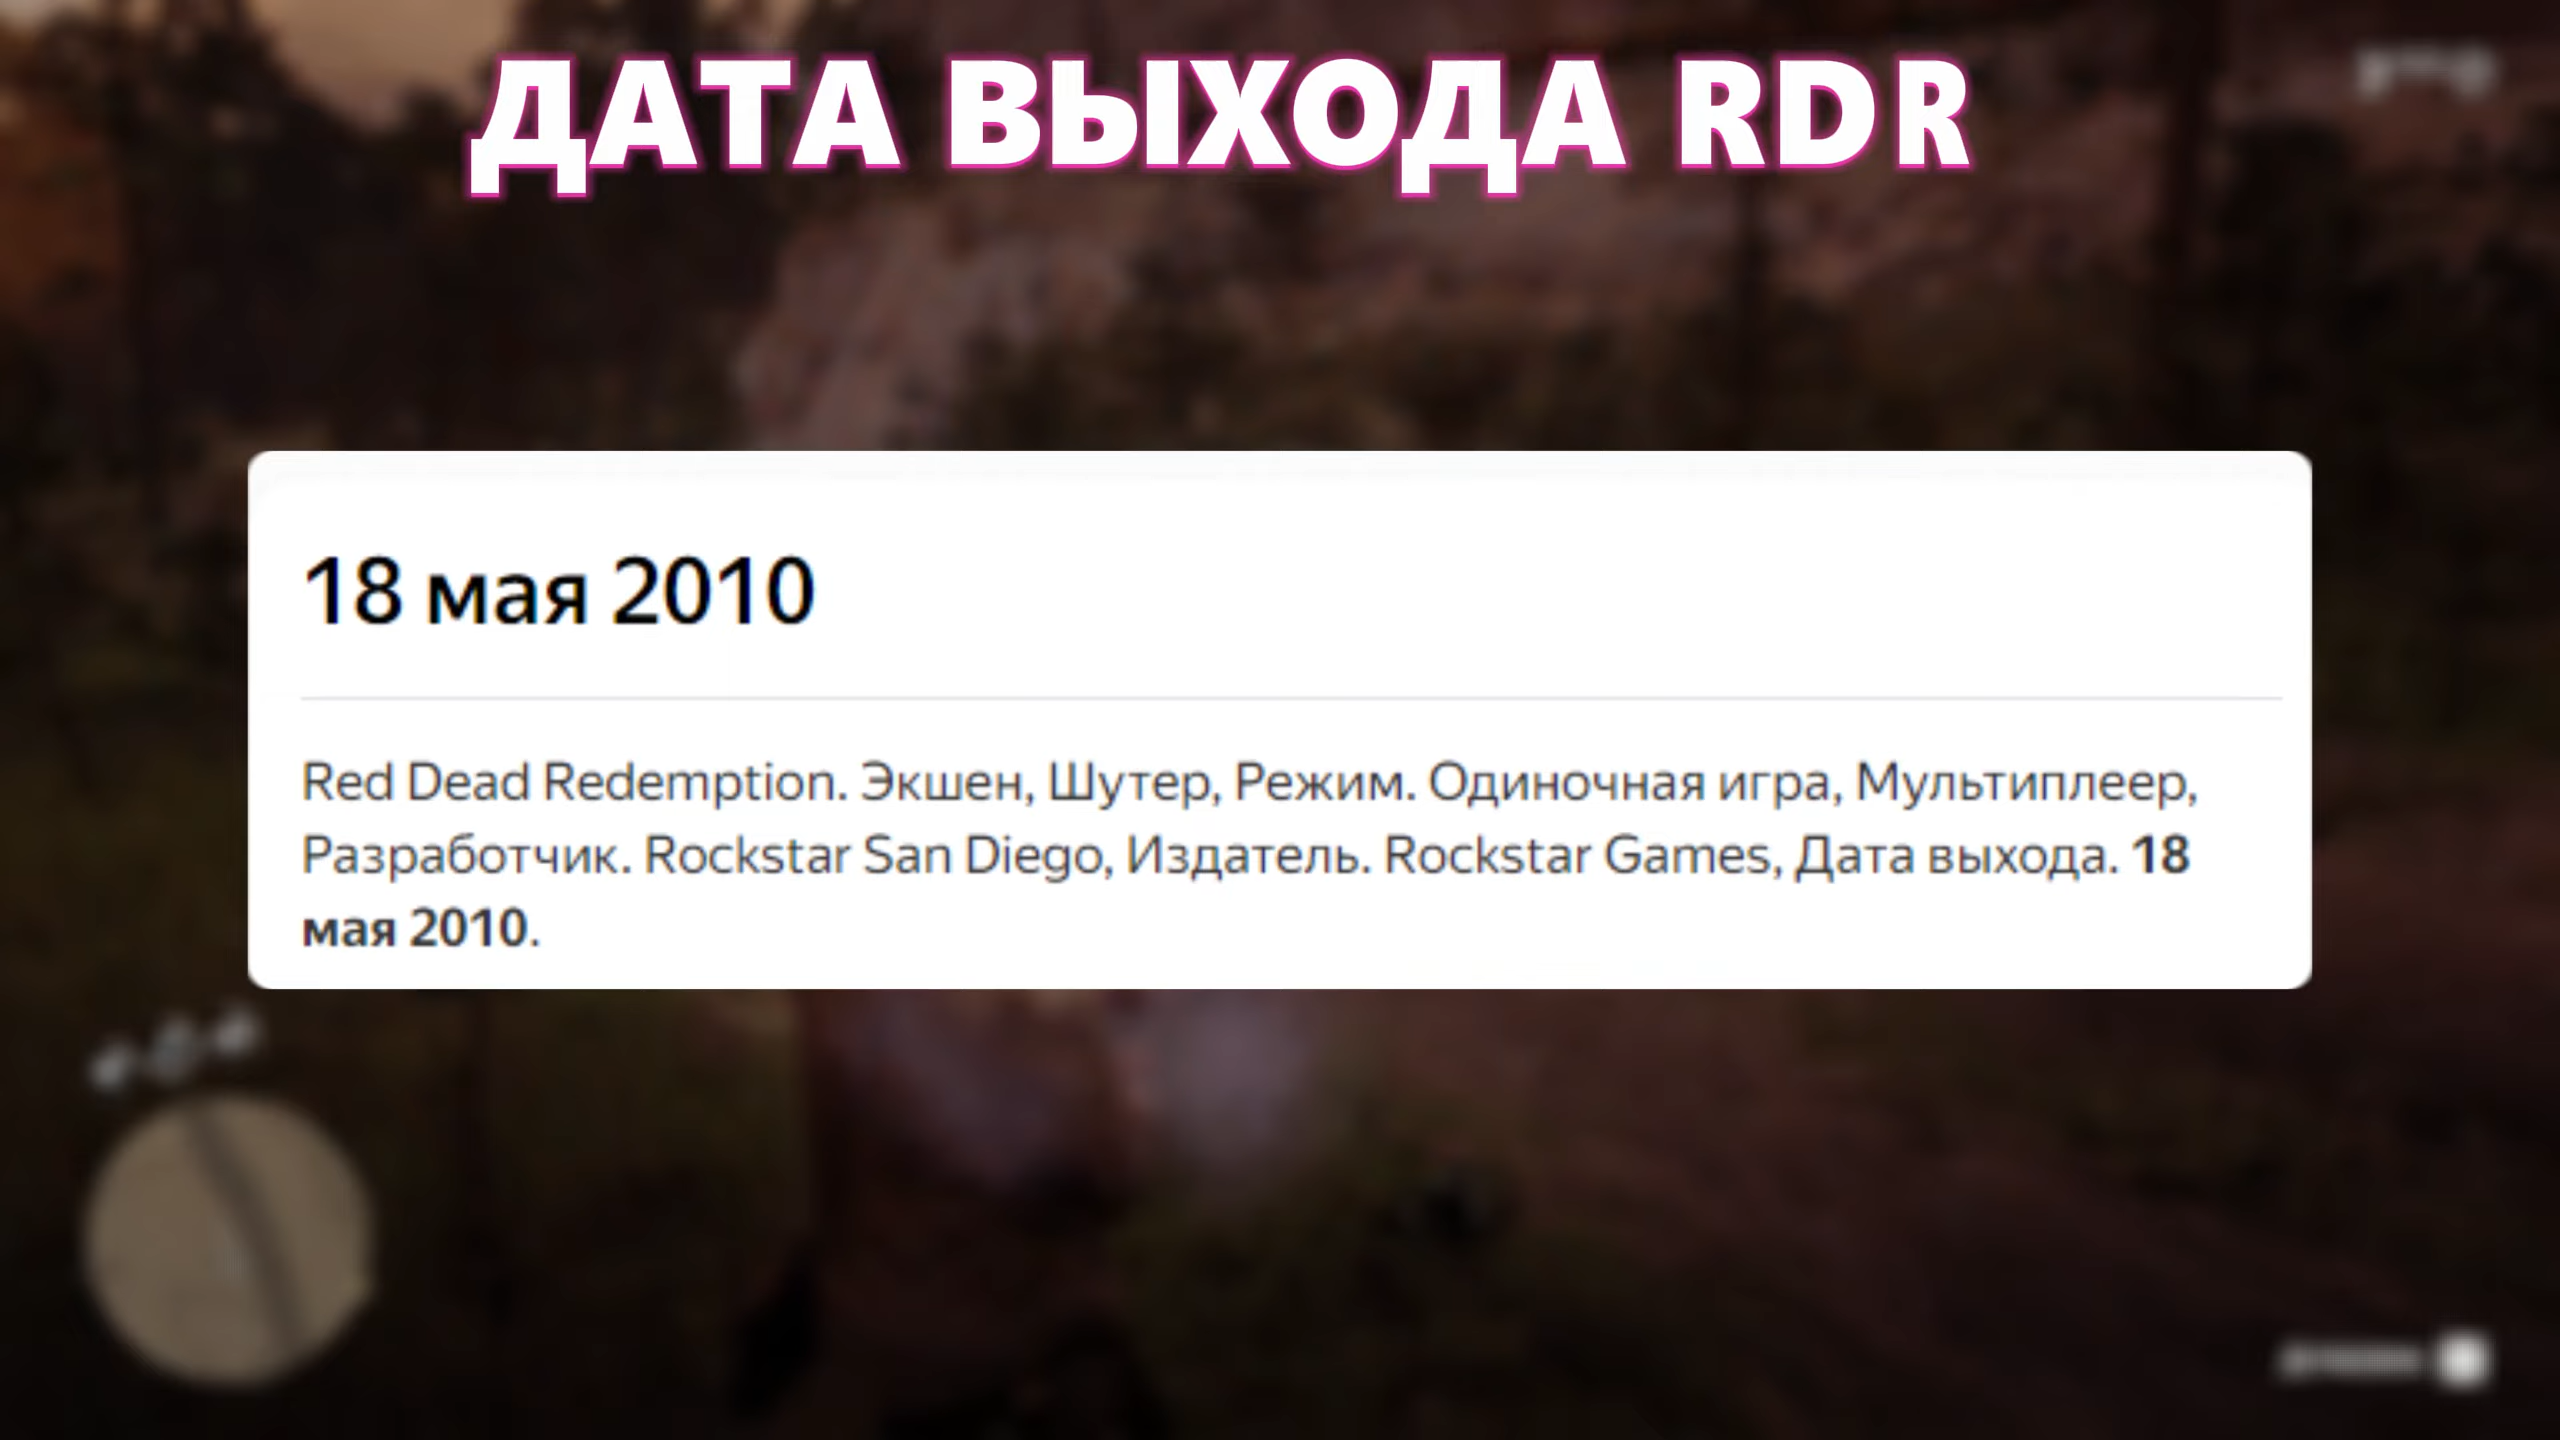 ДАТА ВЫХОДА RDR
18 мая 2010
Red Dead Redemption. Экшен, Шутер, Режим. Одиночная игра, Мультиплеер,
Разработчик. Rockstar San Diego, Издатель. Rockstar Games, Дата выхода. 18
мая 2010.